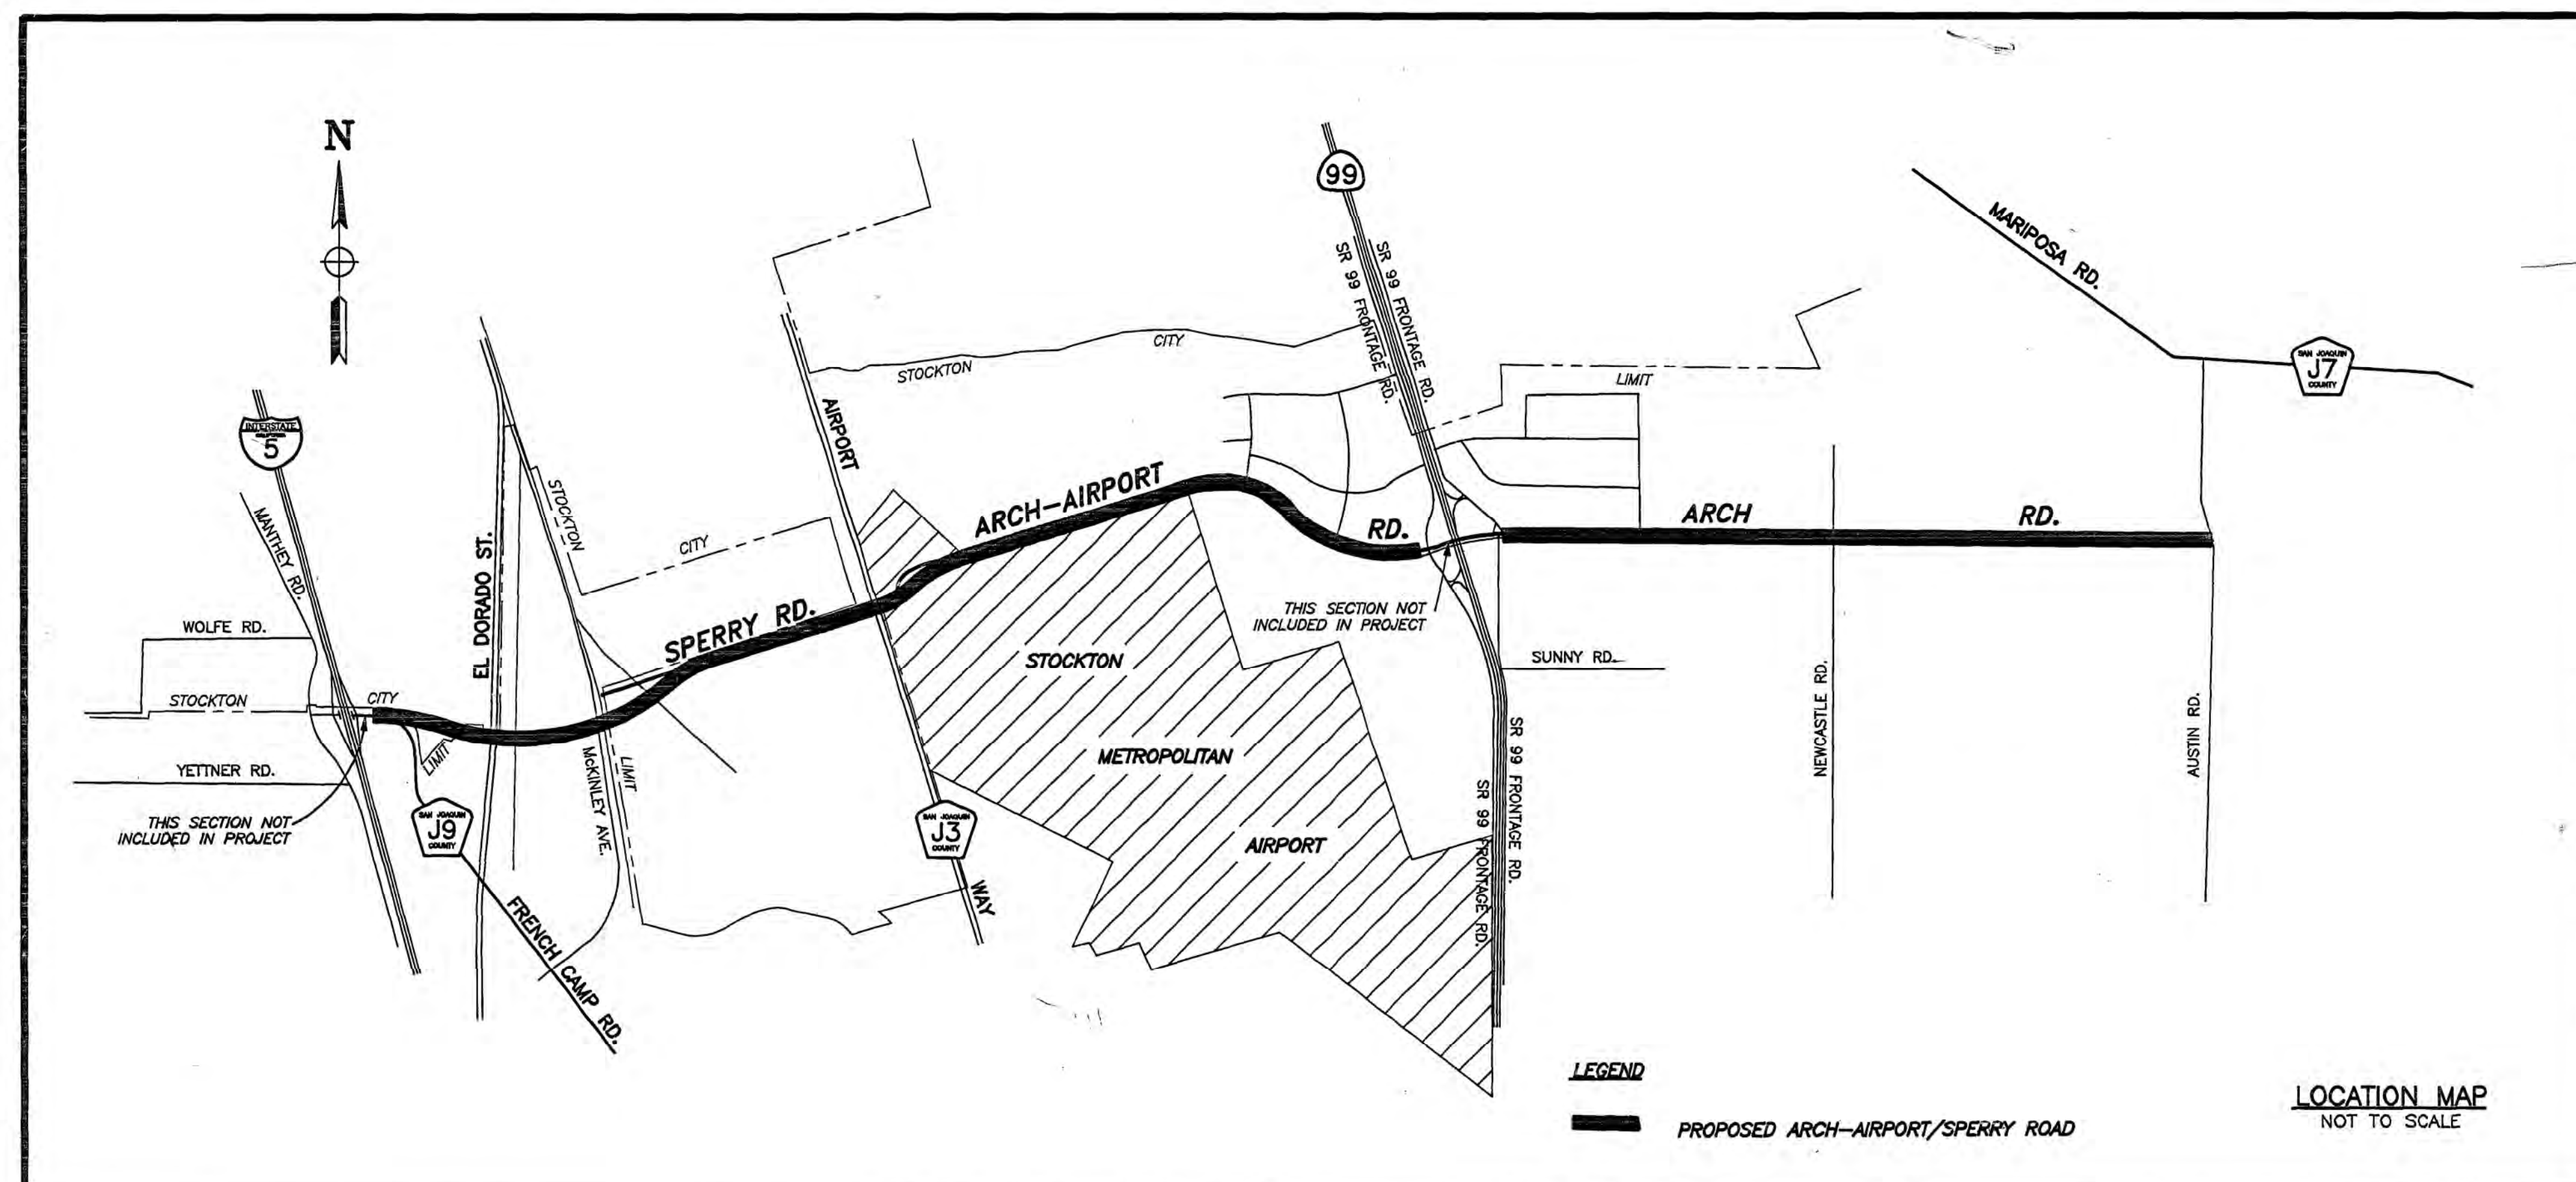 N
99
MARIPOSA RD.
SR 99 FRONTAGE RD.
SR 99 FRONTAGE RD.
CITY
STOCKTON
LIMIT
SAN JOAQUIN
J7
COUNTY
INTERSTATE
CALIFORNIA
5
AIRPORT
MANTHEY RD.
EL DORADO ST.
STOCKTON
CITY
ARCH-AIRPORT
RD.
ARCH
RD.
SPERRY RD.
THIS SECTION NOT
INCLUDED IN PROJECT
WOLFE RD.
STOCKTON
CITY
STOCKTON
SUNNY RD.
NEWCASTLE RD.
AUSTIN RD.
LIMIT
McKINLEY AVE.
LIMIT
METROPOLITAN
YETTNER RD.
THIS SECTION NOT
INCLUDED IN PROJECT
SAN JOAQUIN
J9
COUNTY
SAN JOAQUIN
J3
COUNTY
AIRPORT
SR 99 FRONTAGE RD.
SR 99 FRONTAGE RD.
WAY
FRENCH CAMP RD.
LEGEND
PROPOSED ARCH-AIRPORT/SPERRY ROAD
LOCATION MAP
NOT TO SCALE